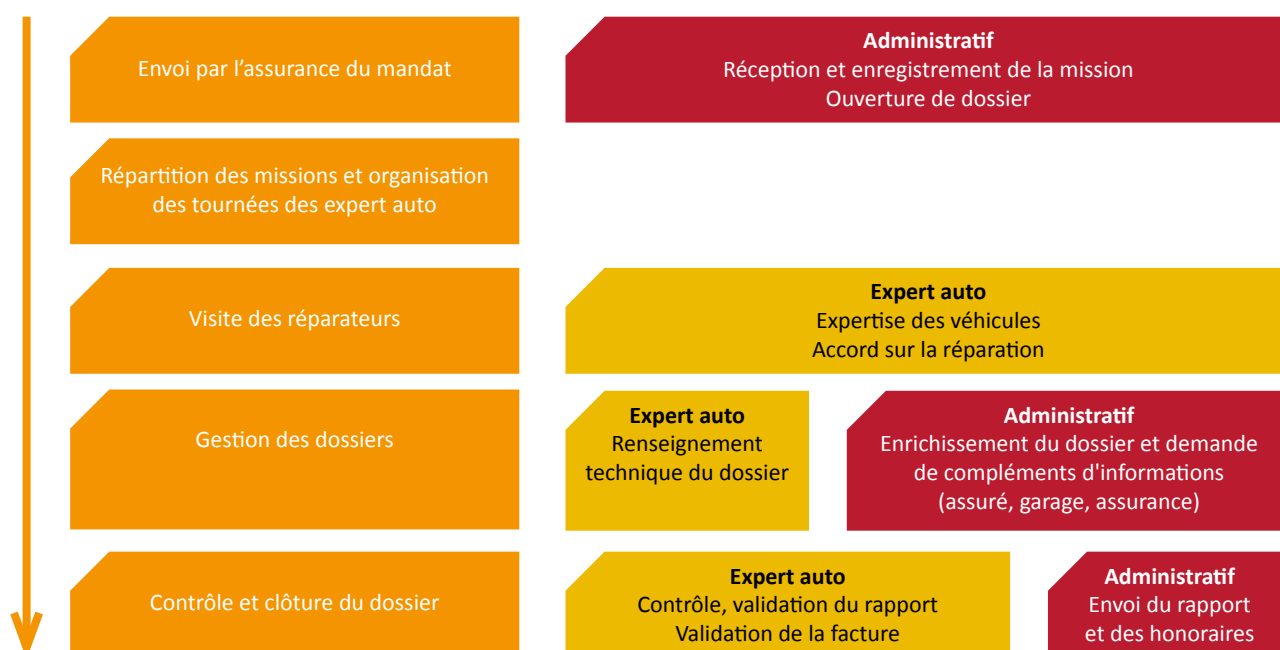 Envoi par l'assurance du mandat
Administratif
Réception et enregistrement de la mission
Ouverture de dossier
Répartition des missions et organisation
des tournées des expert auto
Visite des réparateurs
Expert auto
Expertise des véhicules
Accord sur la réparation
Gestion des dossiers
Expert auto
Renseignement
technique du dossier
Administratif
Enrichissement du dossier et demande
de compléments d'informations
(assuré, garage, assurance)
Contrôle et clôture du dossier
Expert auto
Contrôle, validation du rapport
Validation de la facture
Administratif
Envoi du rapport
et des honoraires